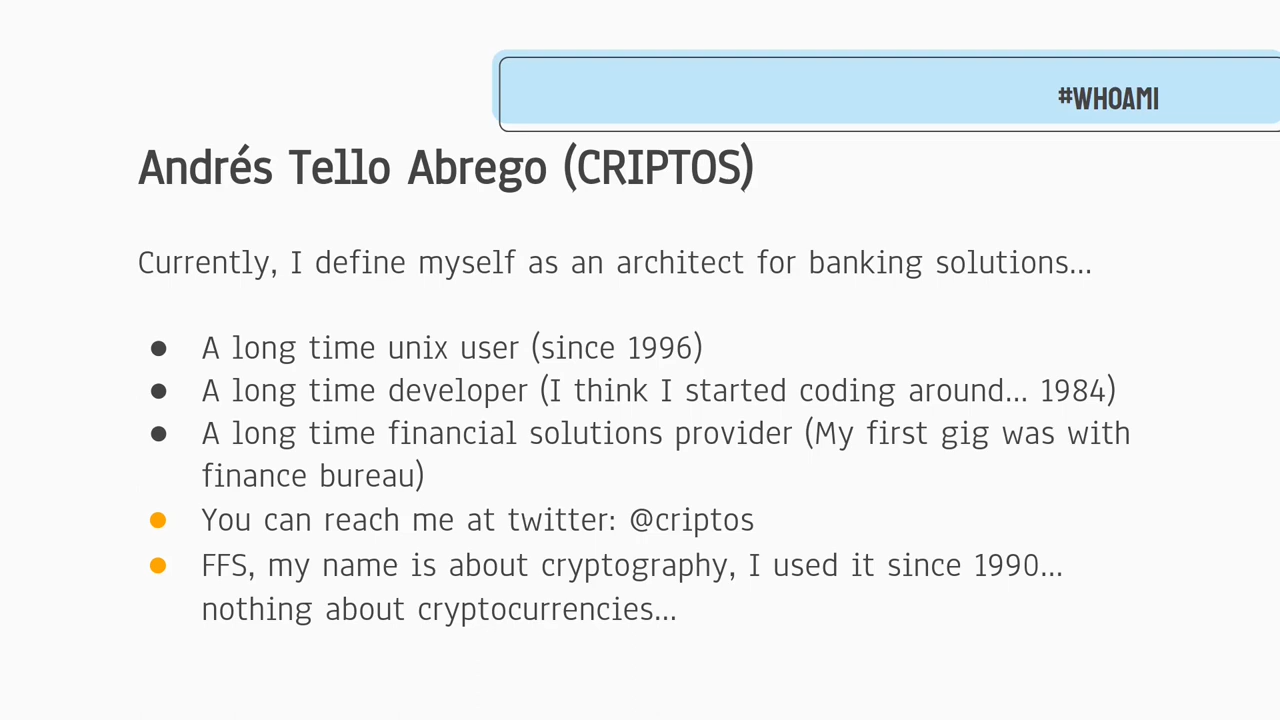 #WHOAMI
Andrés Tello Abrego (CRIPTOS)
Currently, I define myself as an architect for banking solutions...
● A long time unix user (since 1996)
● A long time developer (I think I started coding around... 1984)
● A long time financial solutions provider (My first gig was with
finance bureau)
● You can reach me at twitter: @criptos
● FFS, my name is about cryptography, I used it since 1990...
nothing about cryptocurrencies...